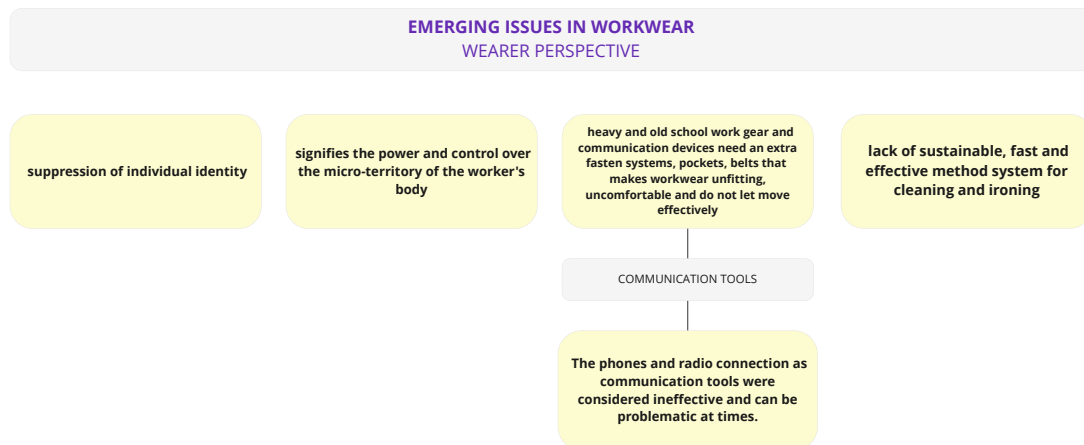 EMERGING ISSUES IN WORKWEAR
WEARER PERSPECTIVE
suppression of individual identity
signifies the power and control over
the micro-territory of the worker's
body
heavy and old school work gear and
communication devices need an extra
fasten systems, pockets, belts that
makes workwear unfitting,
uncomfortable and do not let move
effectively
lack of sustainable, fast and
effective method system for
cleaning and ironing
COMMUNICATION TOOLS
The phones and radio connection as
communication tools were
considered ineffective and can be
problematic at times.